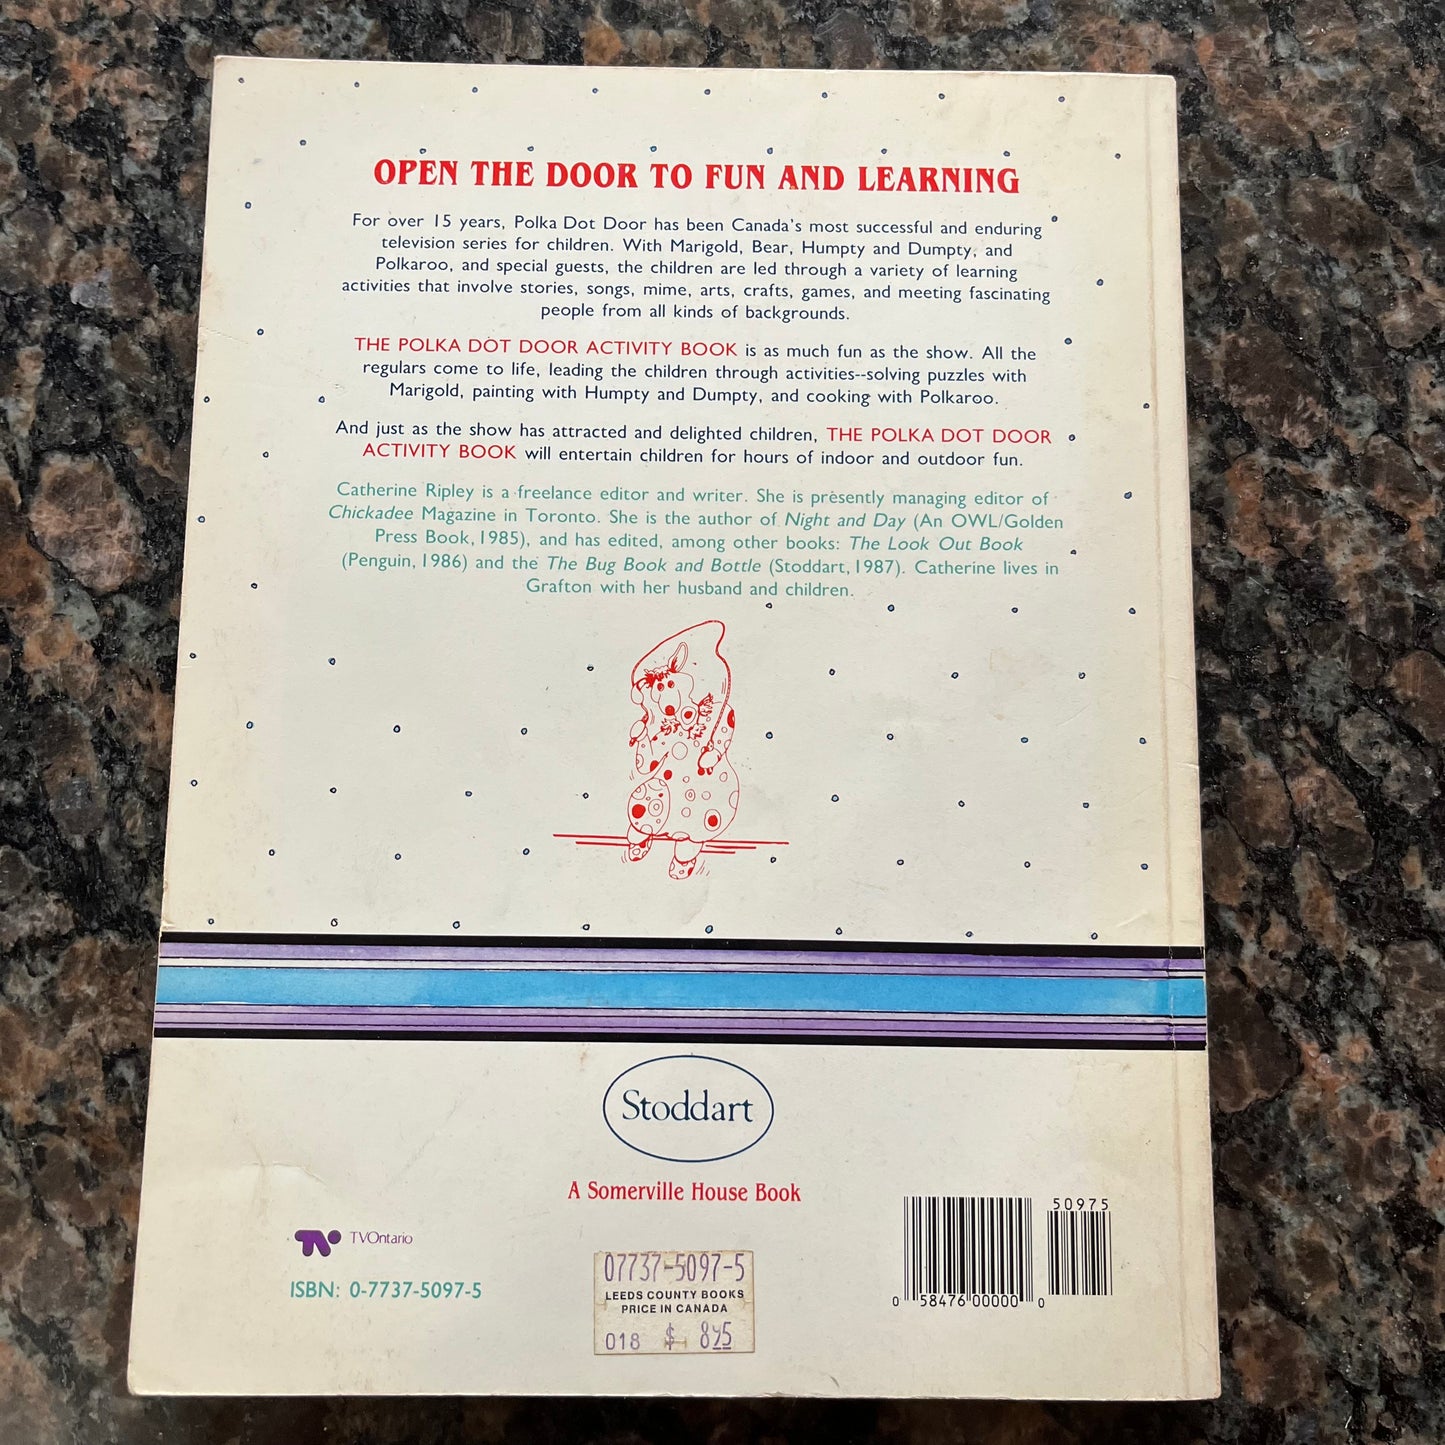 OPEN THE DOOR TO FUN AND LEARNING
For over 15 years, Polka Dot Door has been Canada's most successful and enduring
television series for children. With Marigold, Bear, Humpty and Dumpty, and
Polkaroo, and special guests, the children are led through a variety of learning
activities that involve stories, songs, mime, arts, crafts, games, and meeting fascinating
people from all kinds of backgrounds.
THE POLKA DOT DOOR ACTIVITY BOOK is as much fun as the show. All the
regulars come to life, leading the children through activities--solving puzzles with
Marigold, painting with Humpty and Dumpty, and cooking with Polkaroo.
And just as the show has attracted and delighted children, THE POLKA DOT DOOR
ACTIVITY BOOK will entertain children for hours of indoor and outdoor fun.
Catherine Ripley is a freelance editor and writer. She is presently managing editor of
Chickadee Magazine in Toronto. She is the author of Night and Day (An OWL/Golden
Press Book, 1985), and has edited, among other books: The Look Out Book
(Penguin, 1986) and the The Bug Book and Bottle (Stoddart, 1987). Catherine lives in
Grafton with her husband and children.
Stoddart
A Somerville House Book
TVO TVOntario
ISBN: 0-7737-5097-5
07737-5097-5
LEEDS COUNTY BOOKS
PRICE IN CANADA
018 $ 895
50975
0 58476 00000 0